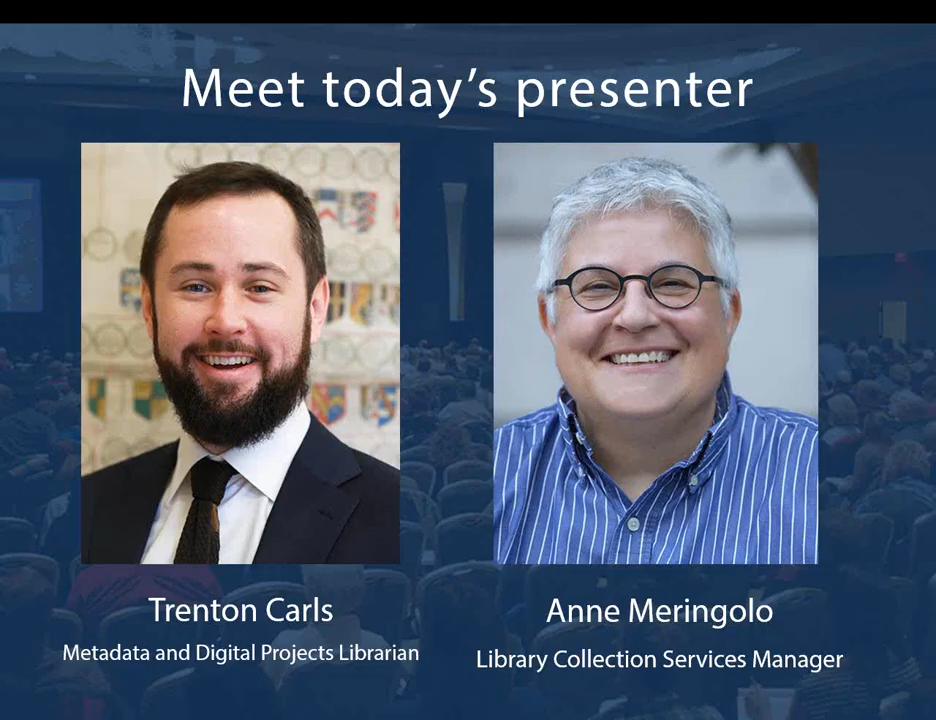 Meet today's presenter
Trenton Carls
Anne Meringolo
Metadata and Digital Projects Librarian
Library Collection Services Manager